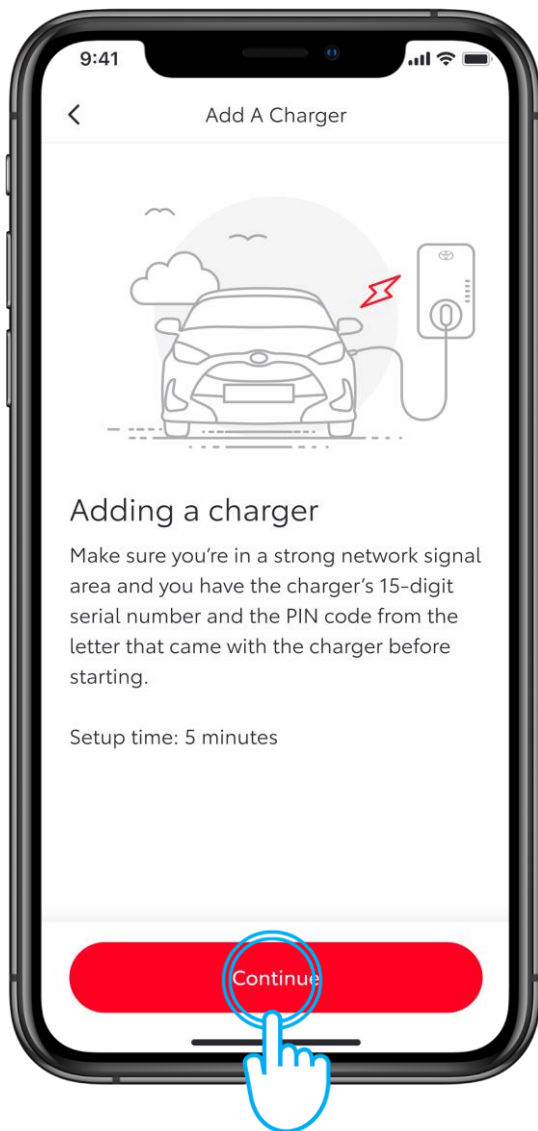 9:41
Add A Charger
Adding a charger
Make sure you're in a strong network signal
area and you have the charger's 15-digit
serial number and the PIN code from the
letter that came with the charger before
starting.
Setup time: 5 minutes
Continue